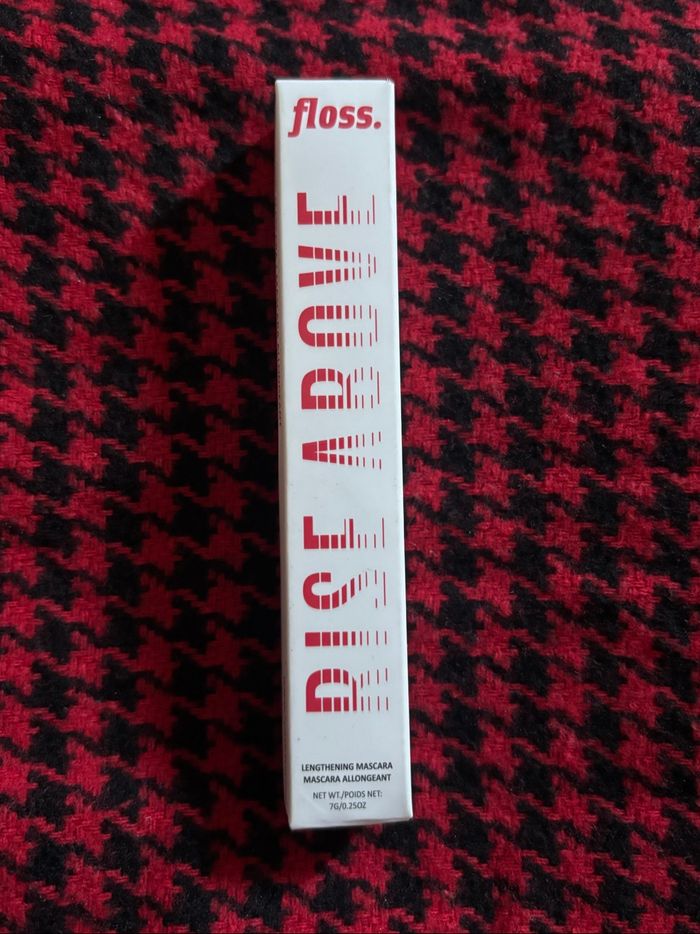 floss.
RISE ABOVE
LENGTHENING MASCARA
MASCARA ALLONGEANT
NET WT./POIDS NET:
7G/0.25OZ